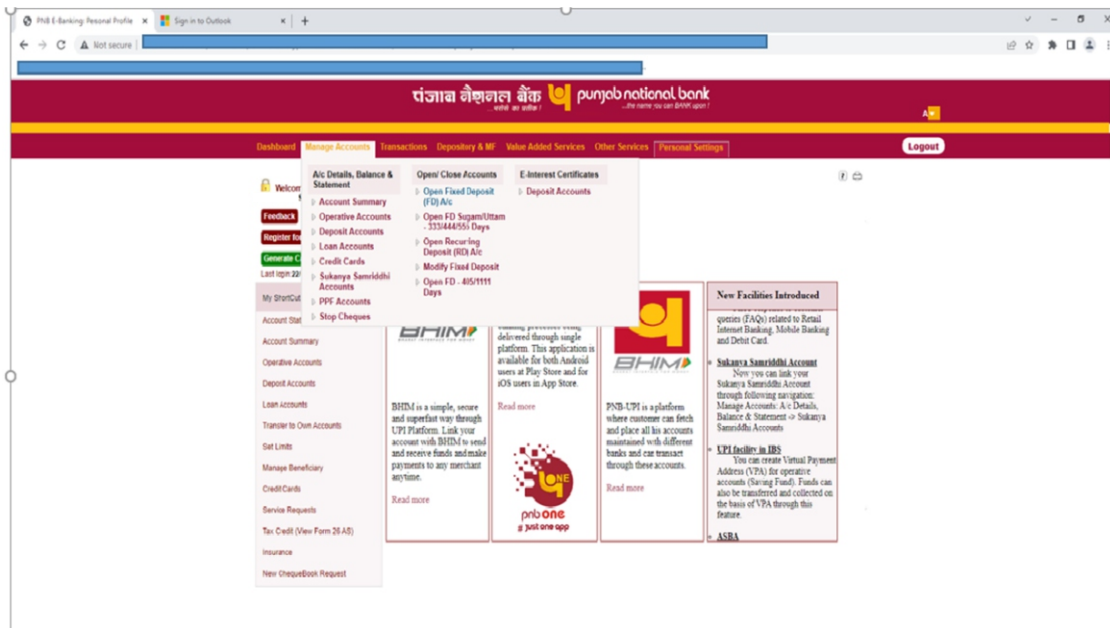 PNB E-Banking: Personal Profile
Sign in to Outlook
Not secure
पंजाब नैशनल बैंक punjab national bank
...भरोसे का प्रतीक ! ...the name you can BANK upon !
Dashboard Manage Accounts Transactions Depository & MF Value Added Services Other Services Personal Settings Logout
A/c Details, Balance & Statement
Account Summary
Operative Accounts
Deposit Accounts
Loan Accounts
Credit Cards
Sukanya Samriddhi
Accounts
PPF Accounts
Stop Cheques
Open/ Close Accounts
Open Fixed Deposit
(FD) A/c
Open FD Sugam/Uttam
- 333/444/555 Days
Open Recurring
Deposit (RD) A/c
Modify Fixed Deposit
Open FD - 405/1111
Days
E-Interest Certificates
Deposit Accounts
Welcom
Feedback
Register for
Generate C
Last login 22/
My ShortCut
Account Stat
Account Summary
Operative Accounts
Deposit Accounts
Loan Accounts
Transfer to Own Accounts
Set Limits
Manage Beneficiary
Credit Cards
Service Requests
Tax Credit (View Form 26 AS)
Insurance
New ChequeBook Request
BHIM
BHIM is a simple, secure
and superfast way through
UPI Platform. Link your
account with BHIM to send
and receive funds and make
payments to any merchant
anytime.
Read more
delivered through single
platform. This application is
available for both Android
users at Play Store and for
iOS users in App Store.
Read more
ONE
pnb one
# just one app
BHIM
PNB-UPI is a platform
where customer can fetch
and place all his accounts
maintained with different
banks and can transact
through these accounts.
Read more
New Facilities Introduced
queries (FAQs) related to Retail
Internet Banking, Mobile Banking
and Debit Card.
Sukanya Samriddhi Account
Now you can link your
Sukanya Samriddhi Account
through following navigation:
Manage Accounts: A/c Details,
Balance & Statement -> Sukanya
Samriddhi Accounts
UPI facility in IBS
You can create Virtual Payment
Address (VPA) for operative
accounts (Saving Fund). Funds can
also be transferred and collected on
the basis of VPA through this
feature.
ASBA